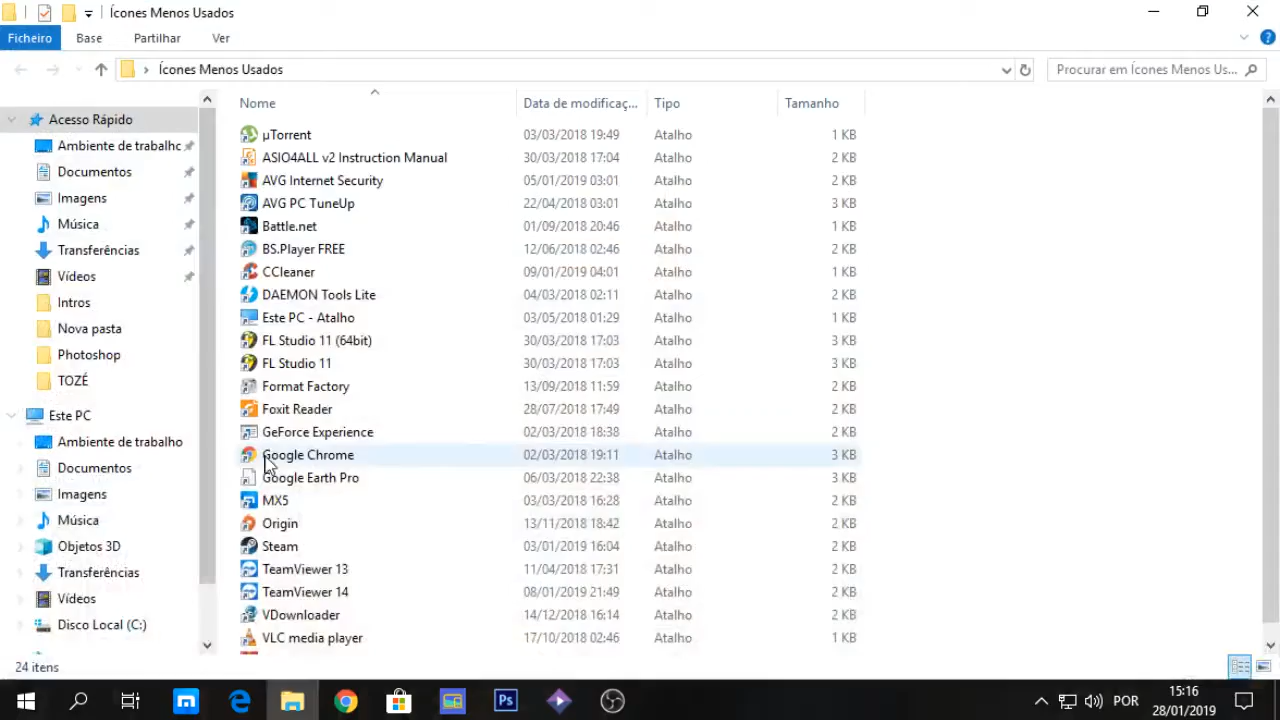 Ícones Menos Usados
Ficheiro Base Partilhar Ver
Ícones Menos Usados
Procurar em Ícones Menos Us...
Nome Data de modificaç... Tipo Tamanho
Acesso Rápido
Ambiente de trabalhc
Documentos
Imagens
Música
Transferências
Vídeos
Intros
Nova pasta
Photoshop
TOZÉ
Este PC
Ambiente de trabalho
Documentos
Imagens
Música
Objetos 3D
Transferências
Vídeos
Disco Local (C:)
µTorrent 03/03/2018 19:49 Atalho 1 KB
ASIO4ALL v2 Instruction Manual 30/03/2018 17:04 Atalho 2 KB
AVG Internet Security 05/01/2019 03:01 Atalho 2 KB
AVG PC TuneUp 22/04/2018 03:01 Atalho 3 KB
Battle.net 01/09/2018 20:46 Atalho 1 KB
BS.Player FREE 12/06/2018 02:46 Atalho 2 KB
CCleaner 09/01/2019 04:01 Atalho 1 KB
DAEMON Tools Lite 04/03/2018 02:11 Atalho 2 KB
Este PC - Atalho 03/05/2018 01:29 Atalho 1 KB
FL Studio 11 (64bit) 30/03/2018 17:03 Atalho 3 KB
FL Studio 11 30/03/2018 17:03 Atalho 3 KB
Format Factory 13/09/2018 11:59 Atalho 2 KB
Foxit Reader 28/07/2018 17:49 Atalho 2 KB
GeForce Experience 02/03/2018 18:38 Atalho 2 KB
Google Chrome 02/03/2018 19:11 Atalho 3 KB
Google Earth Pro 06/03/2018 22:38 Atalho 3 KB
MX5 03/03/2018 16:28 Atalho 2 KB
Origin 13/11/2018 18:42 Atalho 2 KB
Steam 03/01/2019 16:04 Atalho 2 KB
TeamViewer 13 11/04/2018 17:31 Atalho 2 KB
TeamViewer 14 08/01/2019 21:49 Atalho 2 KB
VDownloader 14/12/2018 16:14 Atalho 2 KB
VLC media player 17/10/2018 02:46 Atalho 1 KB
24 itens
Ps
POR
15:16
28/01/2019